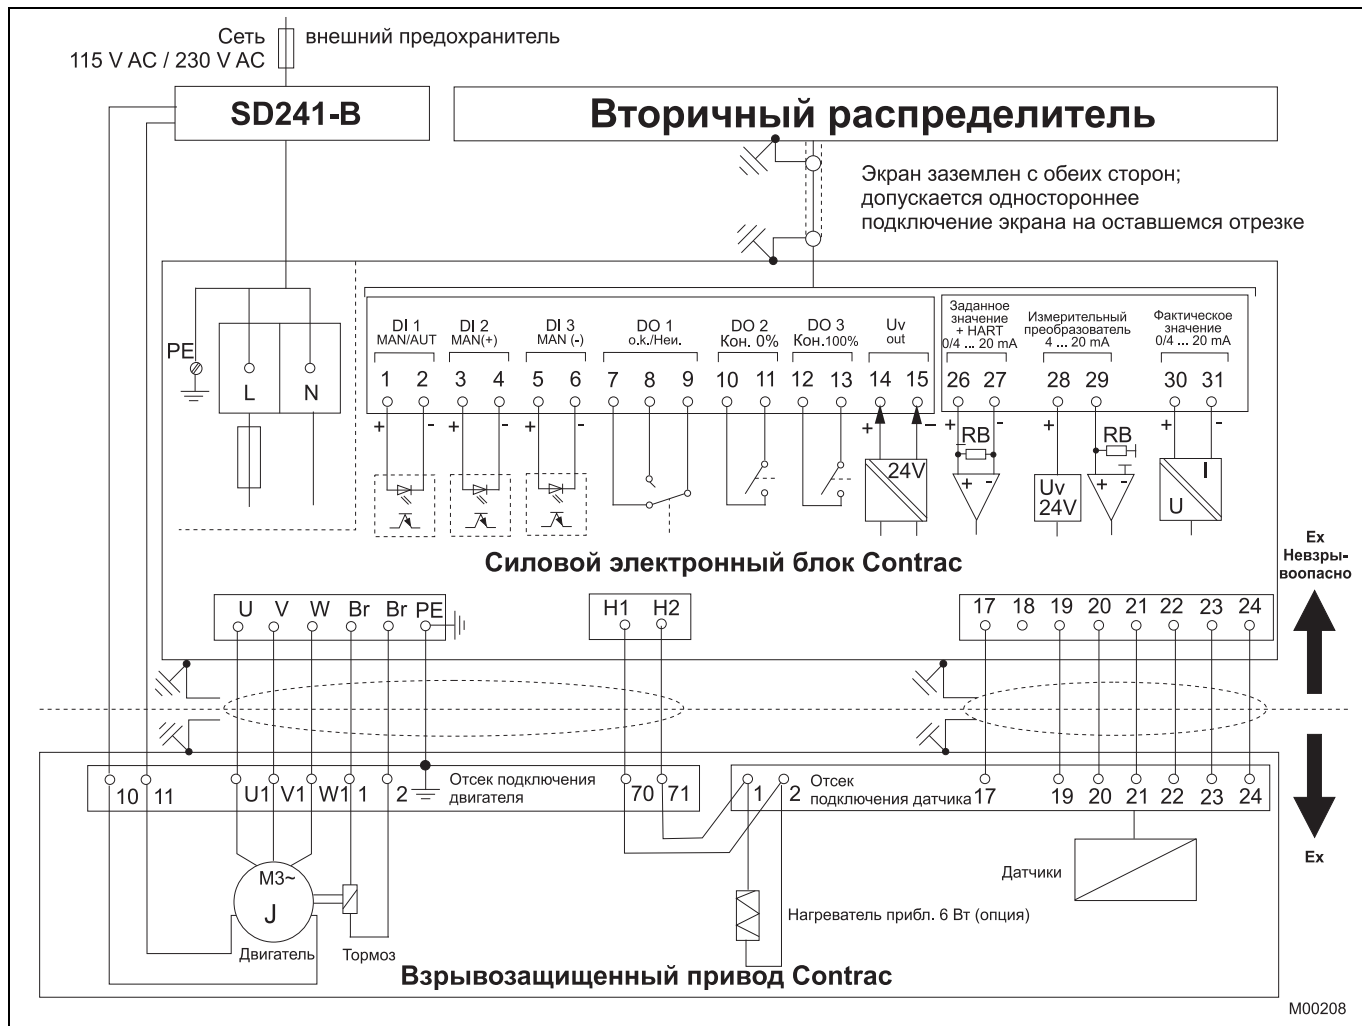 Сеть
115 V AC / 230 V AC
внешний предохранитель
SD241-B
Вторичный распределитель
Экран заземлен с обеих сторон;
допускается одностороннее
подключение экрана на оставшемся отрезке
PE
L N
DI 1
MAN/AUT
DI 2
MAN(+)
DI 3
MAN (-)
DO 1
o.k./Неи.
DO 2
Кон. 0%
DO 3
Кон.100%
Uv
out
Заданное
значение
+ HART
0/4 ... 20 mA
Измерительный
преобразователь
4 ... 20 mA
Фактическое
значение
0/4 ... 20 mA
1 2 3 4 5 6 7 8 9 10 11 12 13 14 15 26 27 28 29 30 31
+ - + - + - + – + - + + -
RB RB
24V
+ -
Uv
24V
+ -
I
U
Силовой электронный блок Contrac
Ex
Невзры-
воопасно
U V W Br Br PE
H1 H2
17 18 19 20 21 22 23 24
10 11 U1 V1 W1 1 2
Отсек подключения
двигателя
70 71
1 2
Отсек
подключения датчика
17 19 20 21 22 23 24
Ex
M3~
J
Двигатель
Тормоз
Нагреватель прибл. 6 Вт (опция)
Датчики
Взрывозащищенный привод Contrac
M00208